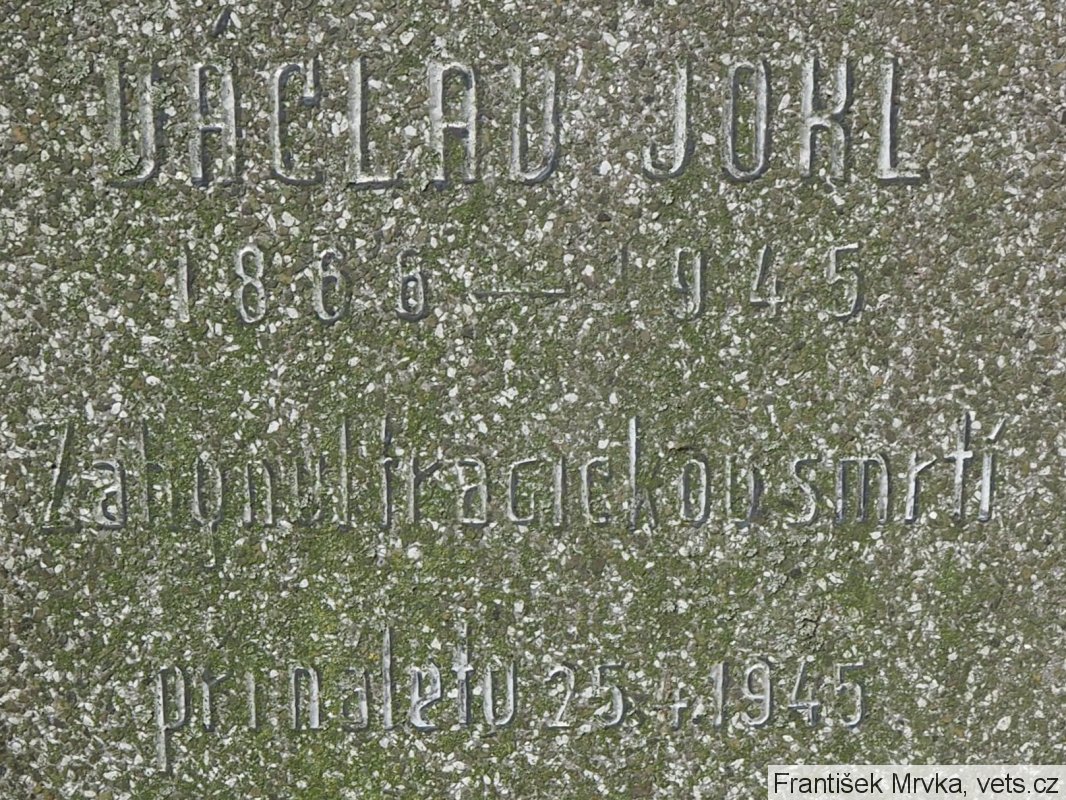 VÁCLAV JOKL
1866 — 1945
Zahynul tragickou smrtí
při náletu 25.4.1945
František Mrvka, vets.cz